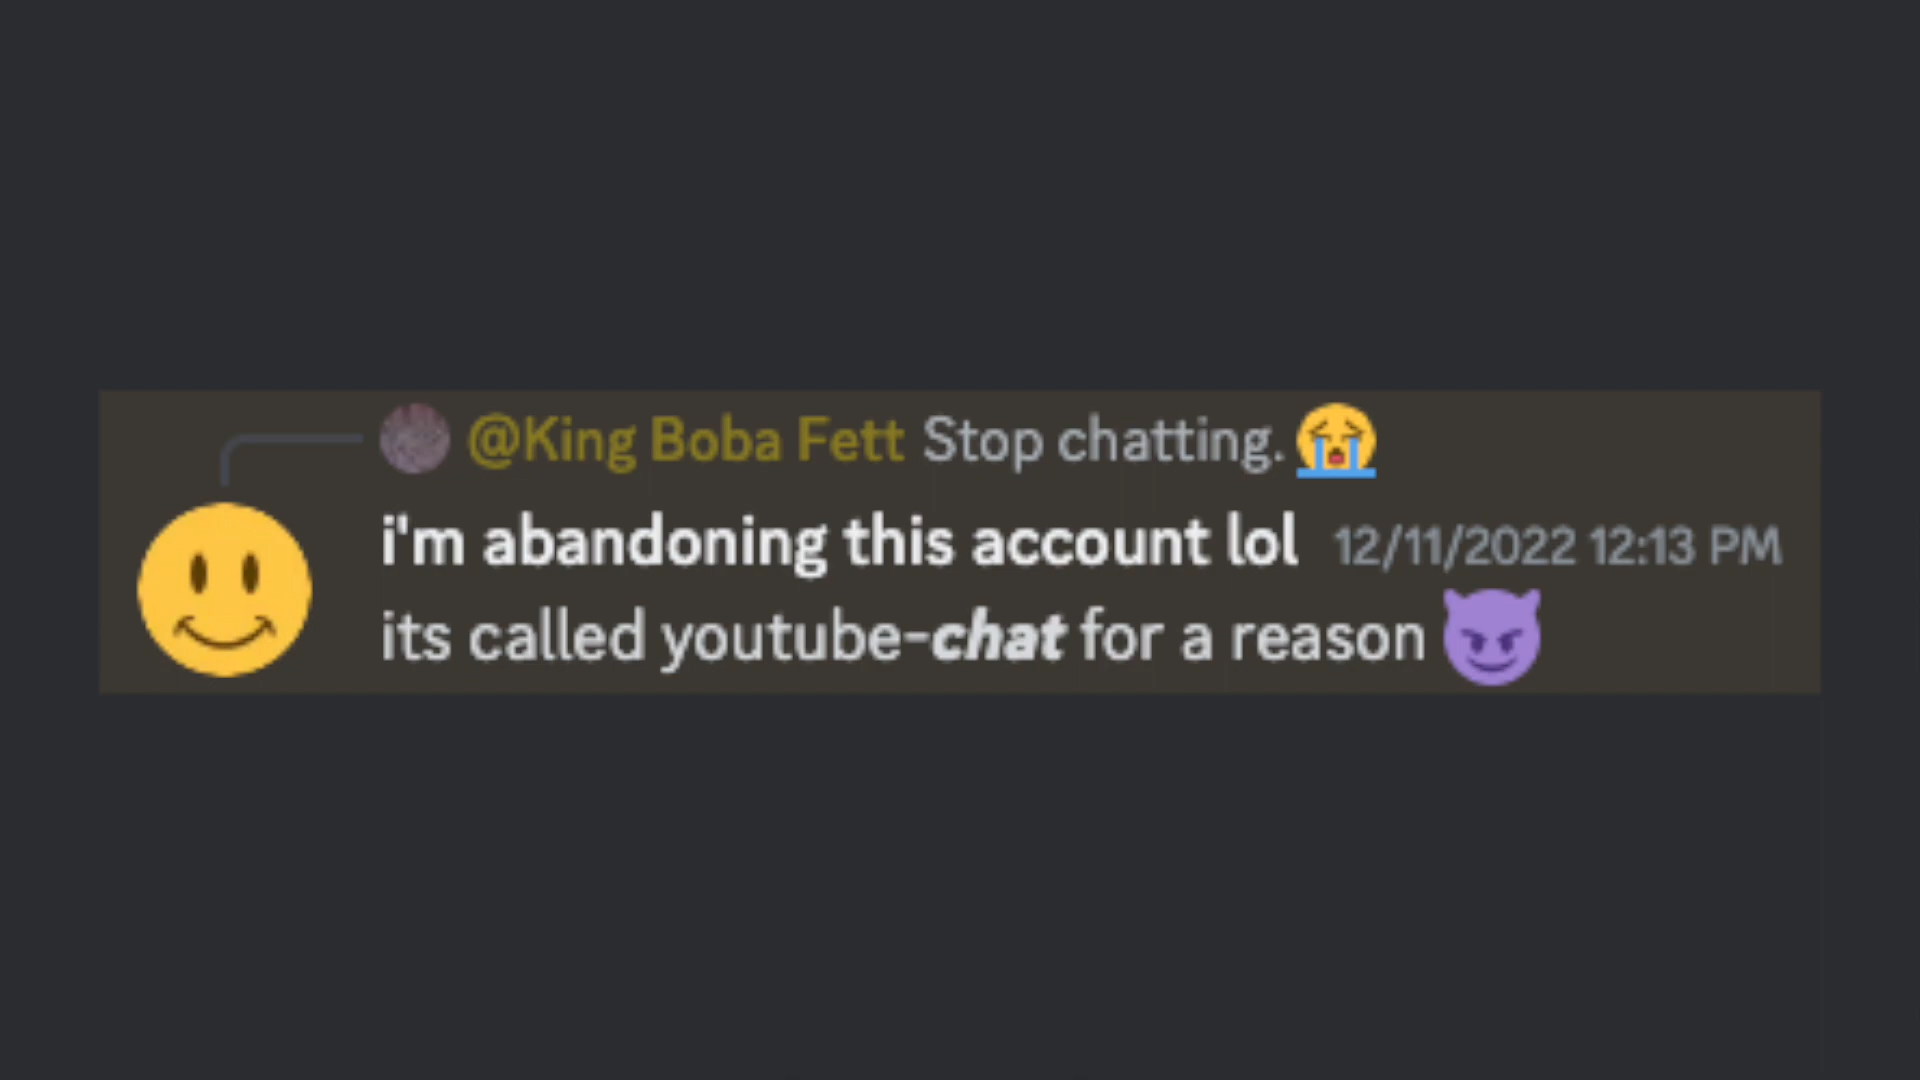 @King Boba Fett Stop chatting. 😭
i'm abandoning this account lol 12/11/2022 12:13 PM
its called youtube-chat for a reason 😈